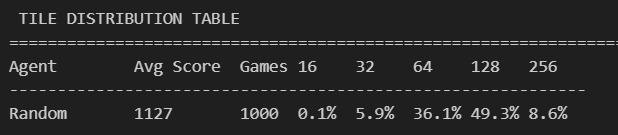 TILE DISTRIBUTION TABLE
================================================================
Agent Avg Score Games 16 32 64 128 256
------------------------------------------------------------
Random 1127 1000 0.1% 5.9% 36.1% 49.3% 8.6%